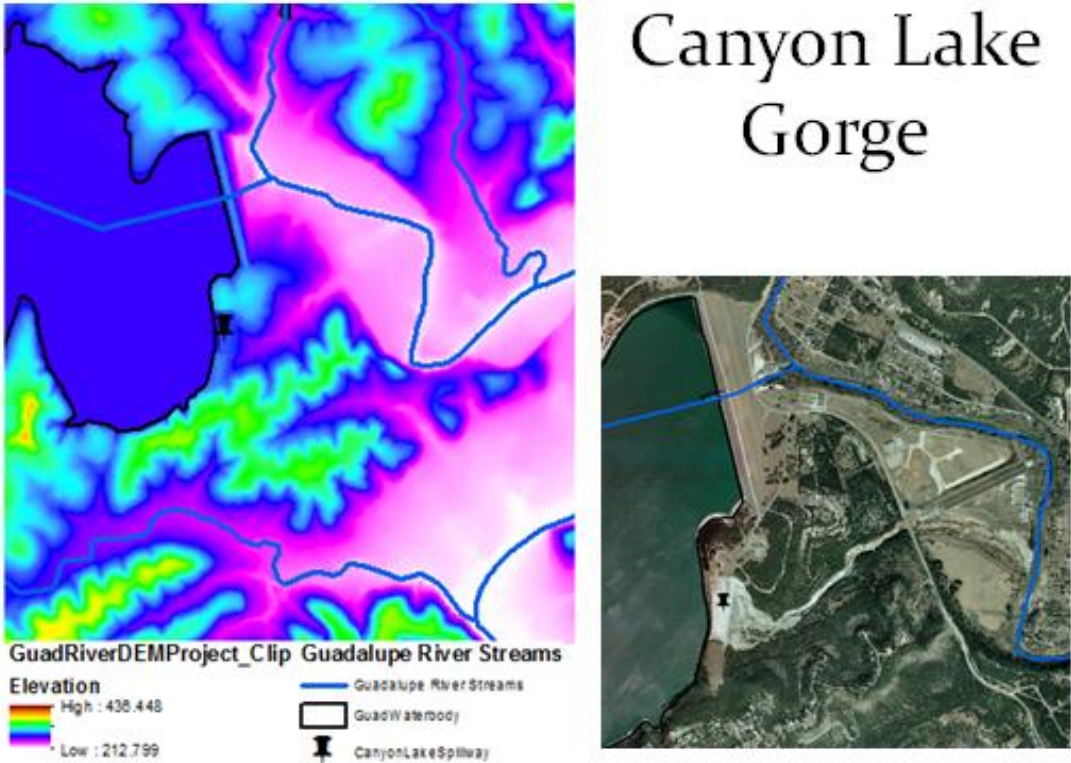 Canyon Lake
Gorge
GuadRiverDEMProject_Clip Guadalupe River Streams
Elevation
High : 436.448
Low : 212.799
Guadalupe River Streams
GuadWaterbody
CanyonLakeSpillway